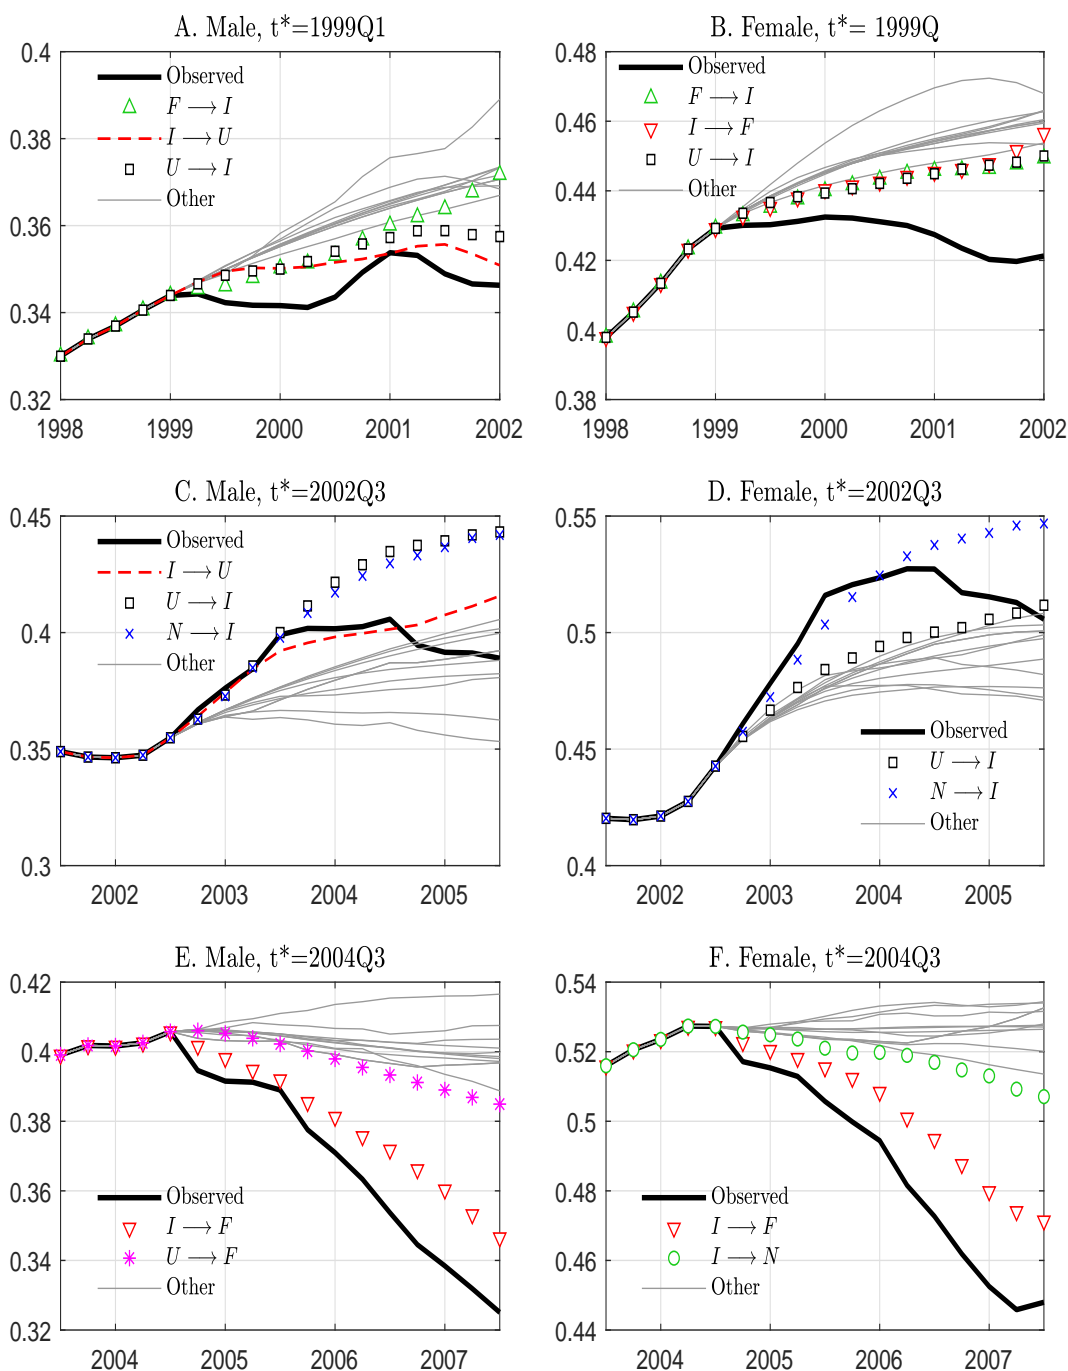 A. Male, t*=1999Q1
0.4
0.38
0.36
0.34
0.32
Observed
F → I
I → U
U → I
Other
1998
1999
2000
2001
2002
B. Female, t*= 1999Q
0.48
0.46
0.44
0.42
0.4
0.38
Observed
F → I
I → F
U → I
Other
1998
1999
2000
2001
2002
C. Male, t*=2002Q3
0.45
0.4
0.35
0.3
Observed
I → U
U → I
N → I
Other
2002
2003
2004
2005
D. Female, t*=2002Q3
0.55
0.5
0.45
0.4
Observed
U → I
N → I
Other
2002
2003
2004
2005
E. Male, t*=2004Q3
0.42
0.4
0.38
0.36
0.34
0.32
Observed
I → F
U → F
Other
2004
2005
2006
2007
F. Female, t*=2004Q3
0.54
0.52
0.5
0.48
0.46
0.44
Observed
I → F
I → N
Other
2004
2005
2006
2007